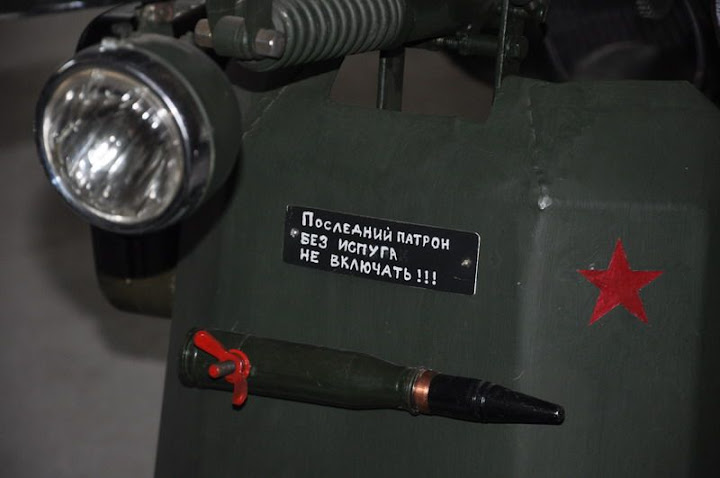 Последний патрон
без испуга
не включать!!!